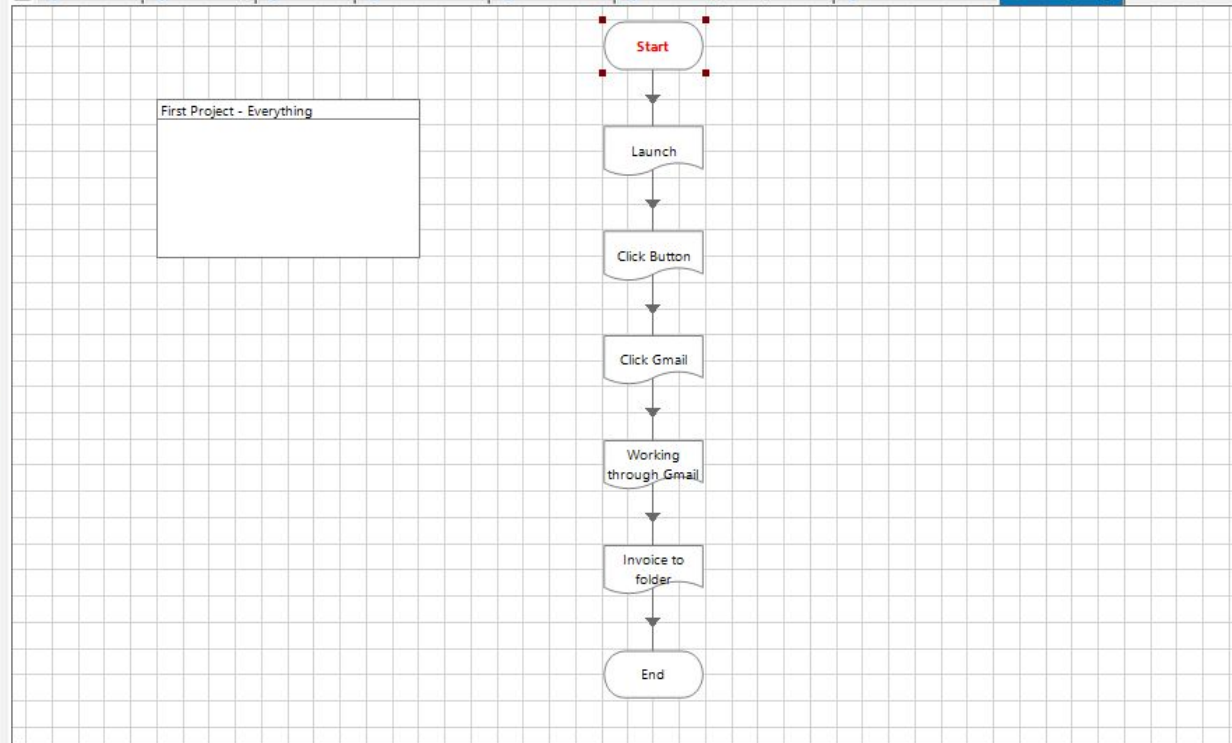 Start
First Project - Everything
Launch
Click Button
Click Gmail
Working
through Gmail
Invoice to
folder
End